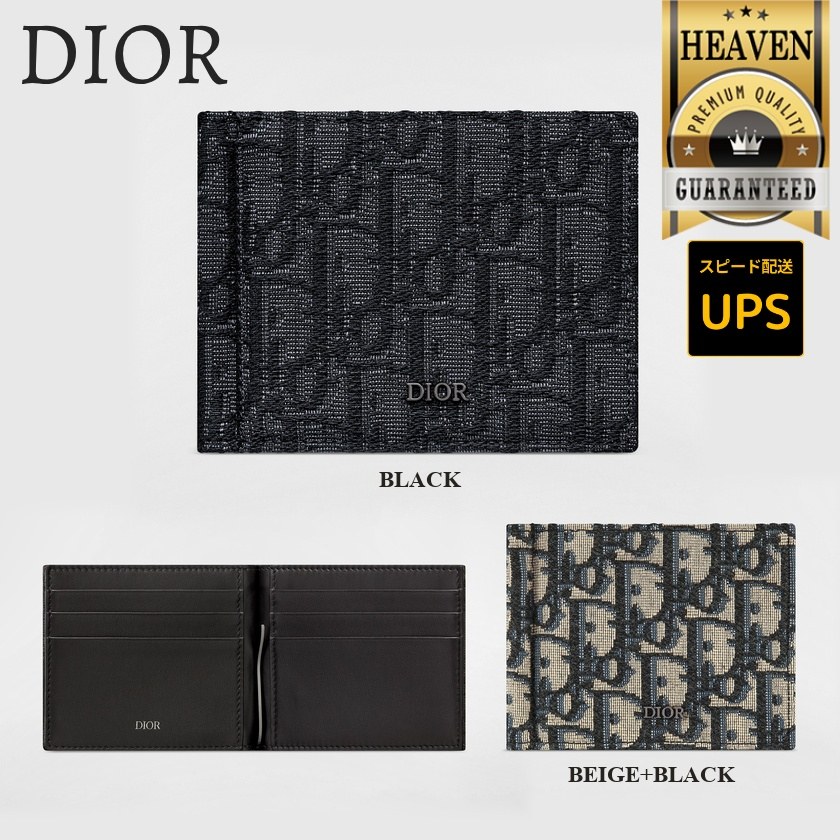 DIOR
HEAVEN
PREMIUM QUALITY
GUARANTEED
スピード配送
UPS
DIOR
BLACK
DIOR
DIOR
BEIGE+BLACK